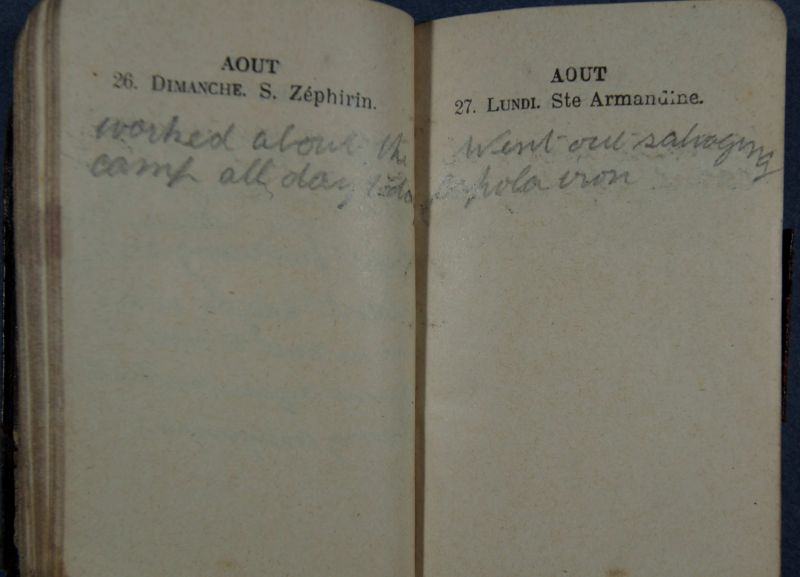 AOUT
26. DIMANCHE. S. Zéphirin.
worked about the
camp all day
AOUT
27. LUNDI. Ste Armandine.
Went out salvaging
iron